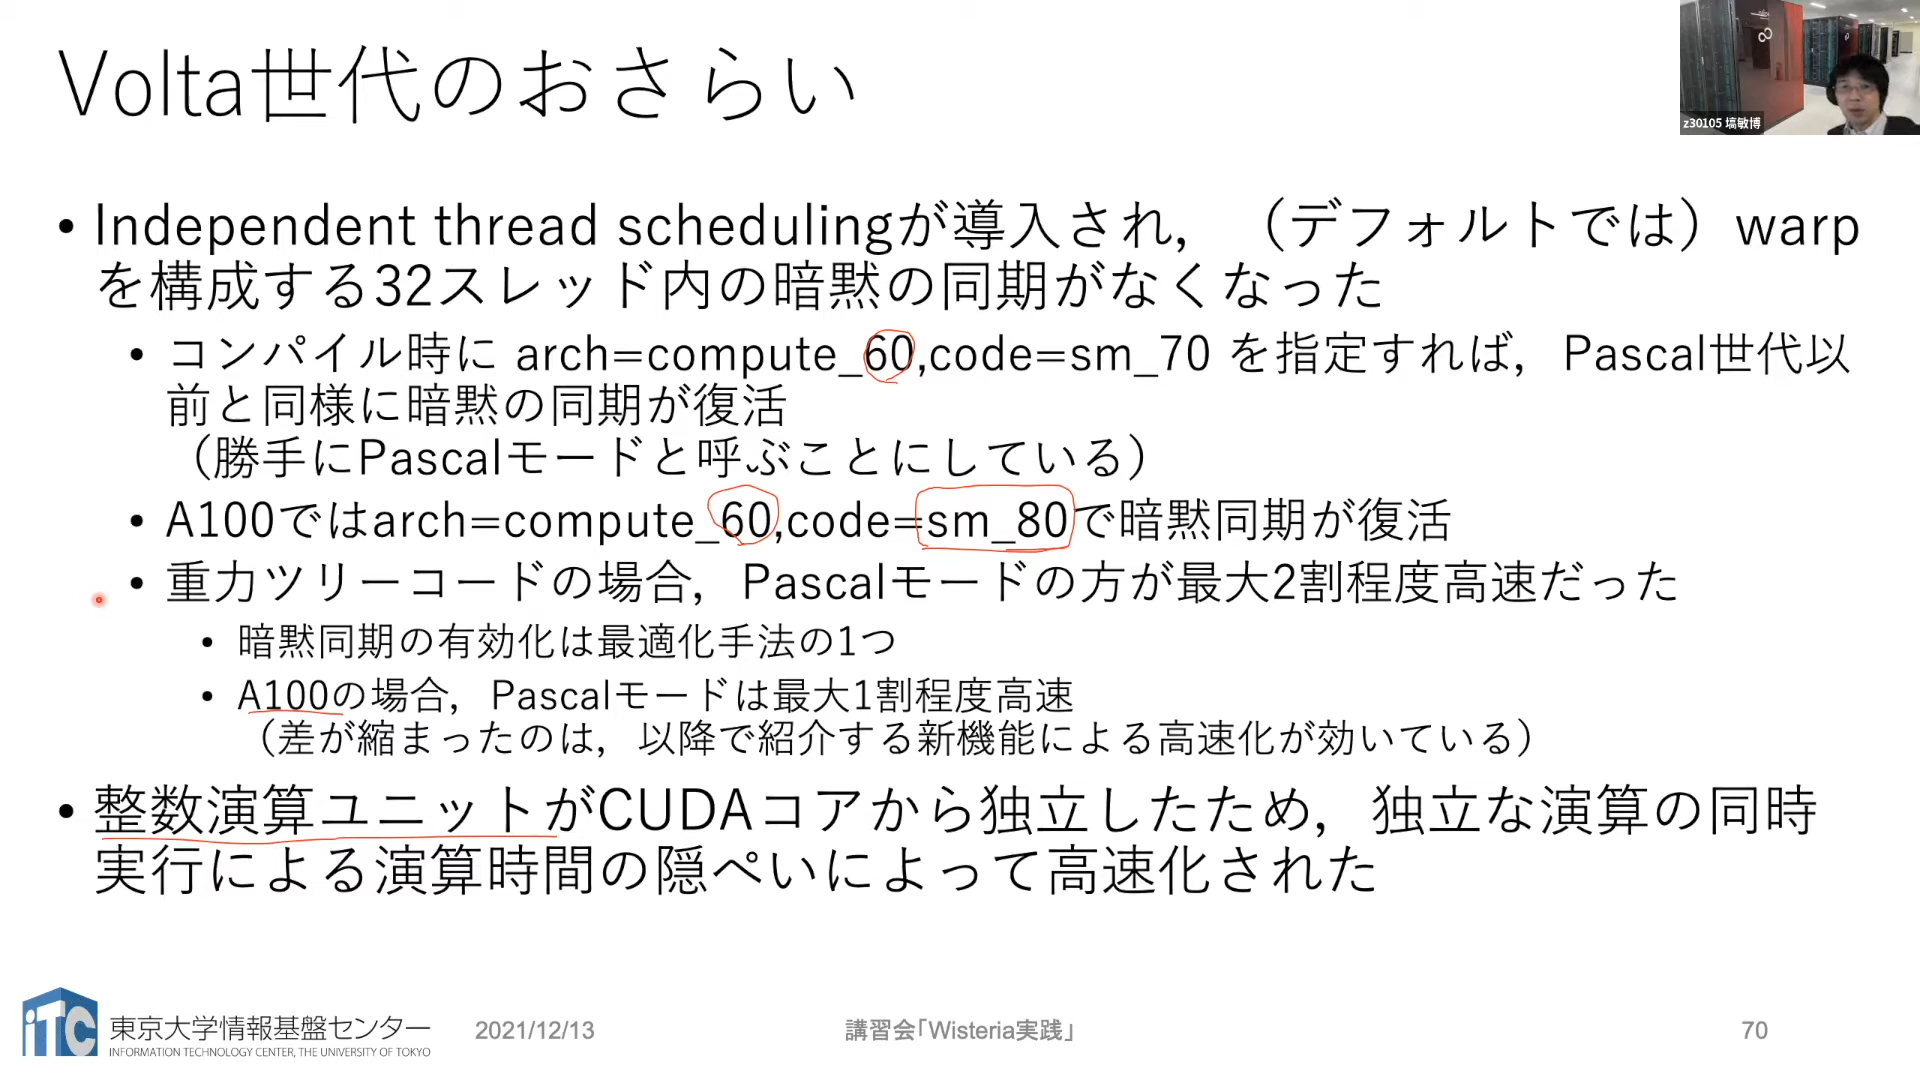 Volta世代のおさらい
z30105 塙敏博
• Independent thread schedulingが導入され，（デフォルトでは）warp
を構成する32スレッド内の暗黙の同期がなくなった
• コンパイル時に arch=compute_60,code=sm_70 を指定すれば，Pascal世代以
前と同様に暗黙の同期が復活
（勝手にPascalモードと呼ぶことにしている）
• A100ではarch=compute_60,code=sm_80で暗黙同期が復活
• 重力ツリーコードの場合，Pascalモードの方が最大2割程度高速だった
• 暗黙同期の有効化は最適化手法の1つ
• A100の場合，Pascalモードは最大1割程度高速
（差が縮まったのは，以降で紹介する新機能による高速化が効いている）
• 整数演算ユニットがCUDAコアから独立したため，独立な演算の同時
実行による演算時間の隠ぺいによって高速化された
iTC
東京大学情報基盤センター
INFORMATION TECHNOLOGY CENTER, THE UNIVERSITY OF TOKYO
2021/12/13
講習会「Wisteria実践」
70